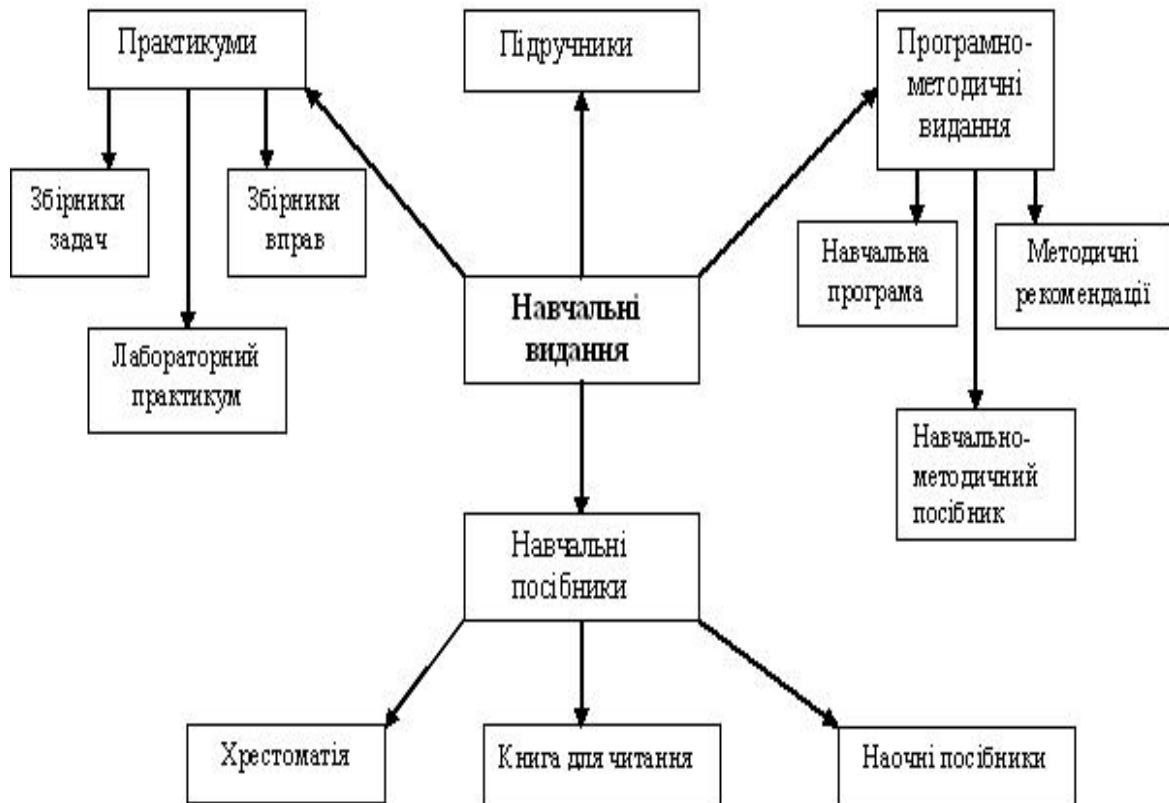 Практикуми
Підручники
Програмно-
методичні
видання
Збірники
задач
Збірники
вправ
Лабораторний
практикум
Навчальна
програма
Методичні
рекомендації
Навчально-
методичний
посібник
Навчальні
видання
Навчальні
посібники
Хрестоматія
Книга для читання
Наочні посібники